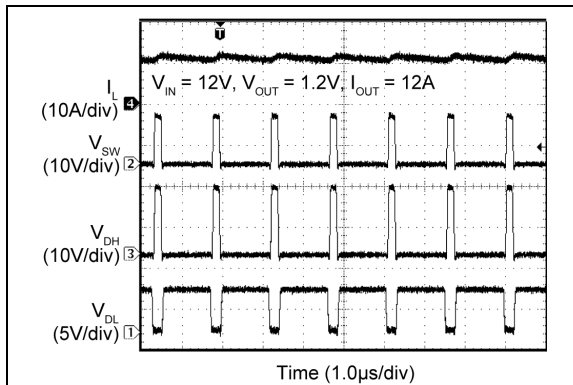 T
V_IN = 12V, V_OUT = 1.2V, I_OUT = 12A
I_L
(10A/div) 4
V_SW
(10V/div) 2
V_DH
(10V/div) 3
V_DL
(5V/div) 1
Time (1.0µs/div)